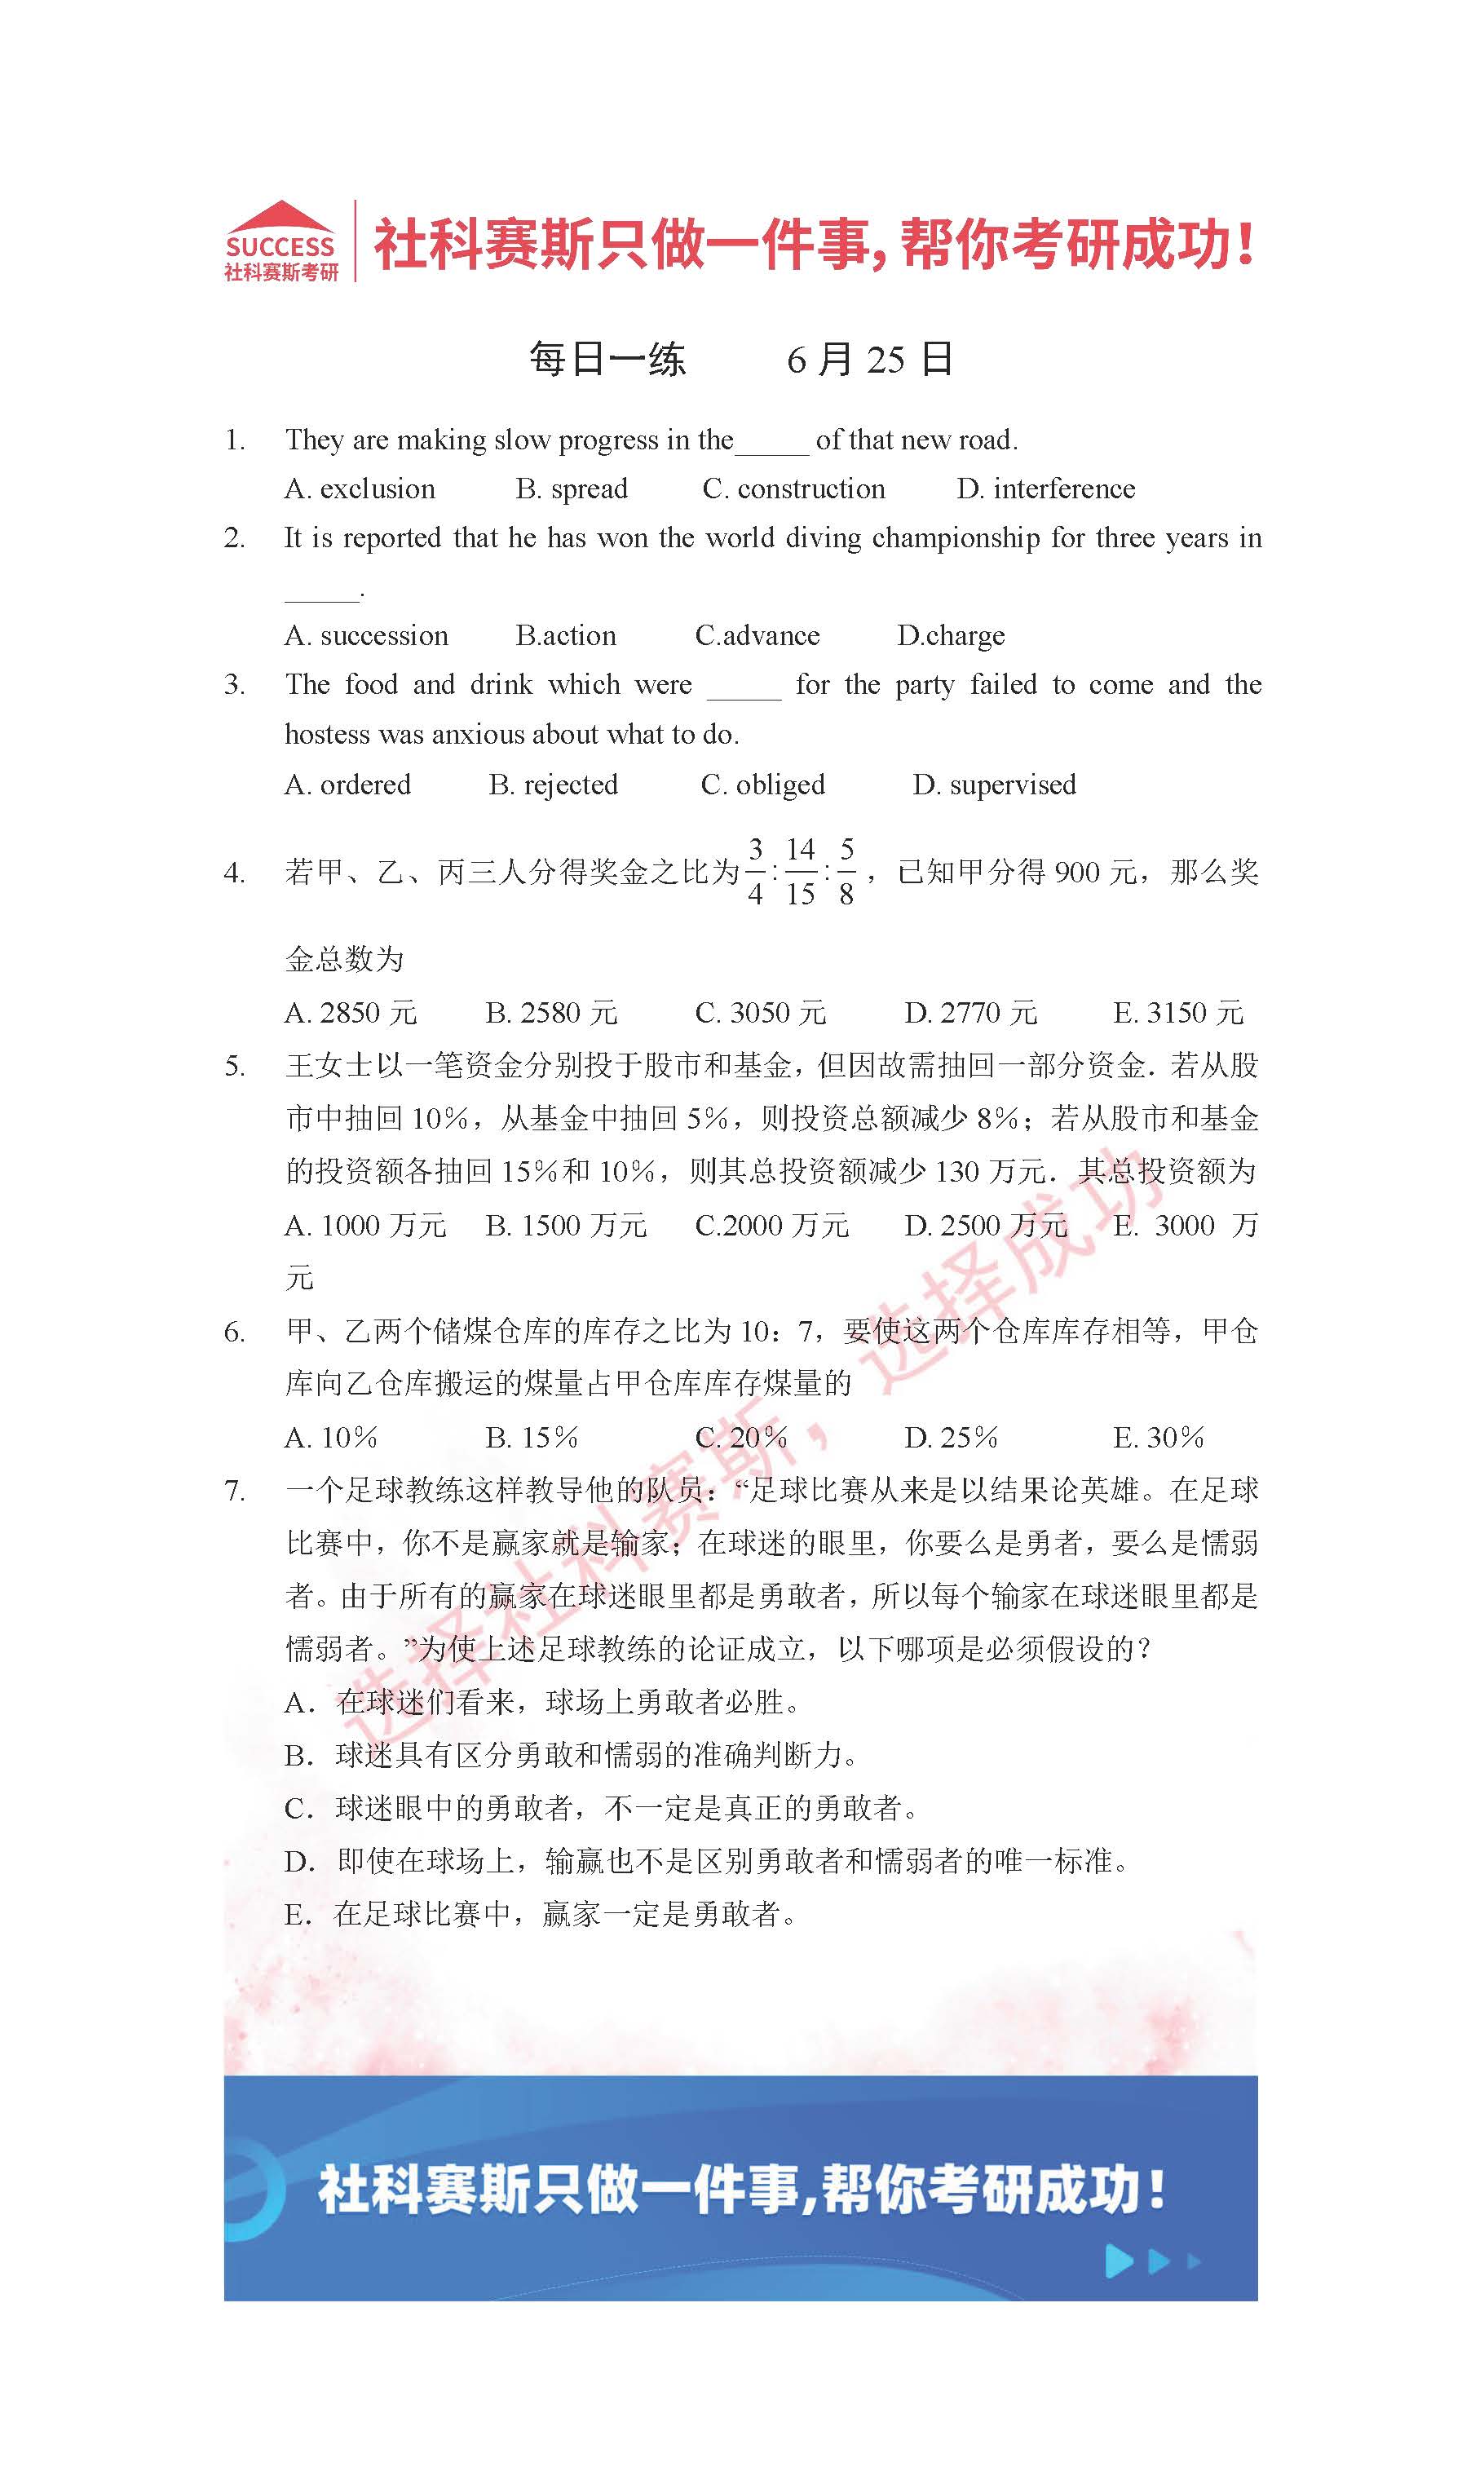 SUCCESS
社科赛斯考研
社科赛斯只做一件事，帮你考研成功！
每日一练 6 月 25 日
1. They are making slow progress in the_____ of that new road.
A. exclusion B. spread C. construction D. interference
2. It is reported that he has won the world diving championship for three years in
_____.
A. succession B.action C.advance D.charge
3. The food and drink which were _____ for the party failed to come and the
hostess was anxious about what to do.
A. ordered B. rejected C. obliged D. supervised
4. 若甲、乙、丙三人分得奖金之比为 3/4 : 14/15 : 5/8 ，已知甲分得 900 元，那么奖
金总数为
A. 2850 元 B. 2580 元 C. 3050 元 D. 2770 元 E. 3150 元
5. 王女士以一笔资金分别投于股市和基金，但因故需抽回一部分资金．若从股
市中抽回 10％，从基金中抽回 5％，则投资总额减少 8％；若从股市和基金
的投资额各抽回 15％和 10％，则其总投资额减少 130 万元．其总投资额为
A. 1000 万元 B. 1500 万元 C.2000 万元 D. 2500 万元 E. 3000 万
元
6. 甲、乙两个储煤仓库的库存之比为 10：7，要使这两个仓库库存相等，甲仓
库向乙仓库搬运的煤量占甲仓库库存煤量的
A. 10％ B. 15％ C. 20％ D. 25％ E. 30％
7. 一个足球教练这样教导他的队员：“足球比赛从来是以结果论英雄。在足球
比赛中，你不是赢家就是输家；在球迷的眼里，你要么是勇者，要么是懦弱
者。由于所有的赢家在球迷眼里都是勇敢者，所以每个输家在球迷眼里都是
懦弱者。”为使上述足球教练的论证成立，以下哪项是必须假设的？
A．在球迷们看来，球场上勇敢者必胜。
B．球迷具有区分勇敢和懦弱的准确判断力。
C．球迷眼中的勇敢者，不一定是真正的勇敢者。
D．即使在球场上，输赢也不是区别勇敢者和懦弱者的唯一标准。
E．在足球比赛中，赢家一定是勇敢者。
选择社科赛斯，选择成功
社科赛斯只做一件事,帮你考研成功！